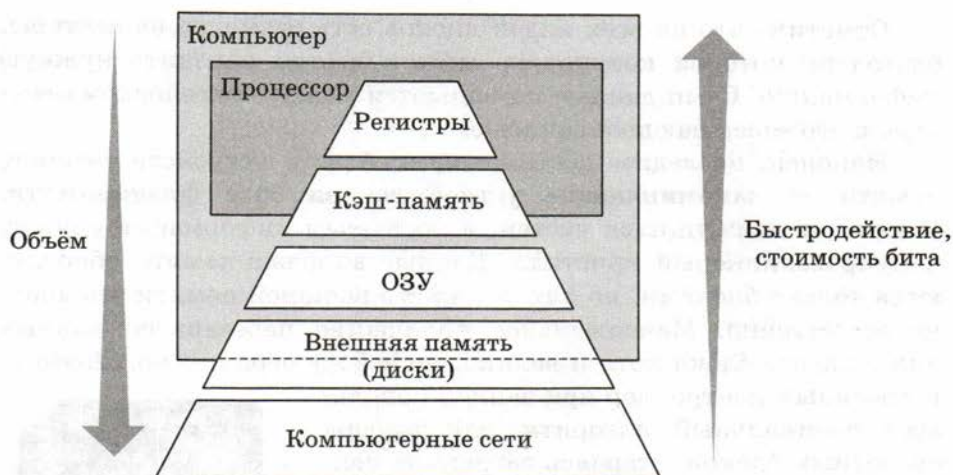 Компьютер
Процессор
Регистры
Кэш-память
Объём
Быстродействие,
стоимость бита
ОЗУ
Внешняя память
(диски)
Компьютерные сети